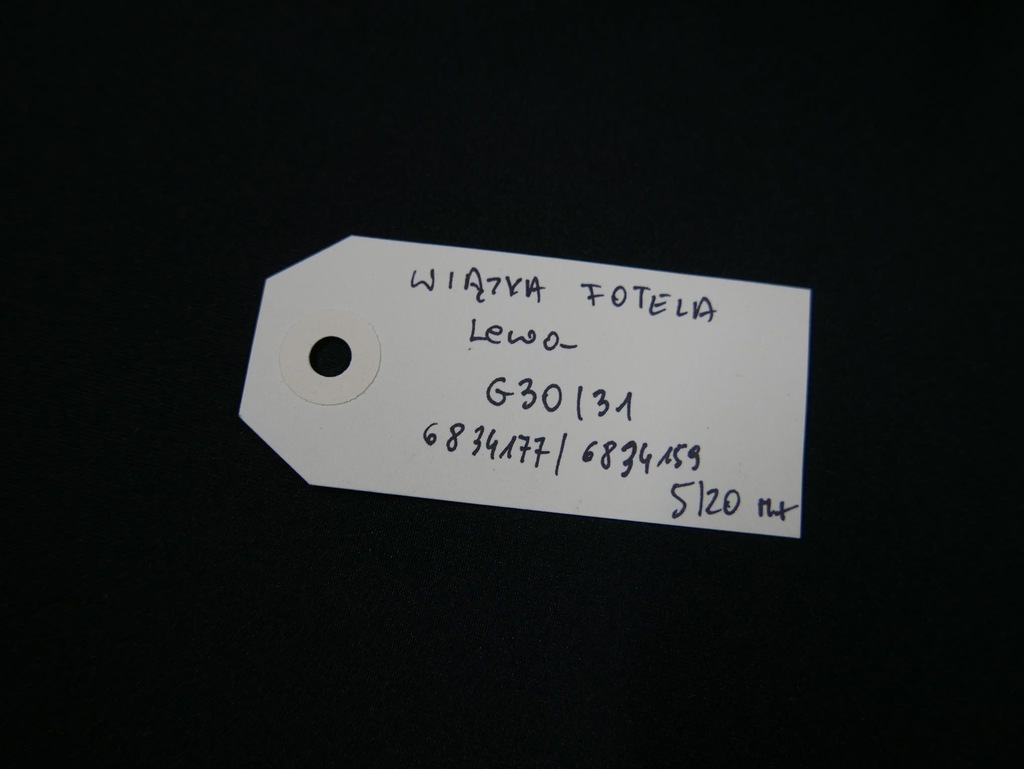 WIĄZKA FOTELA
Lewa
G30/31
6834177/6834159
5/20